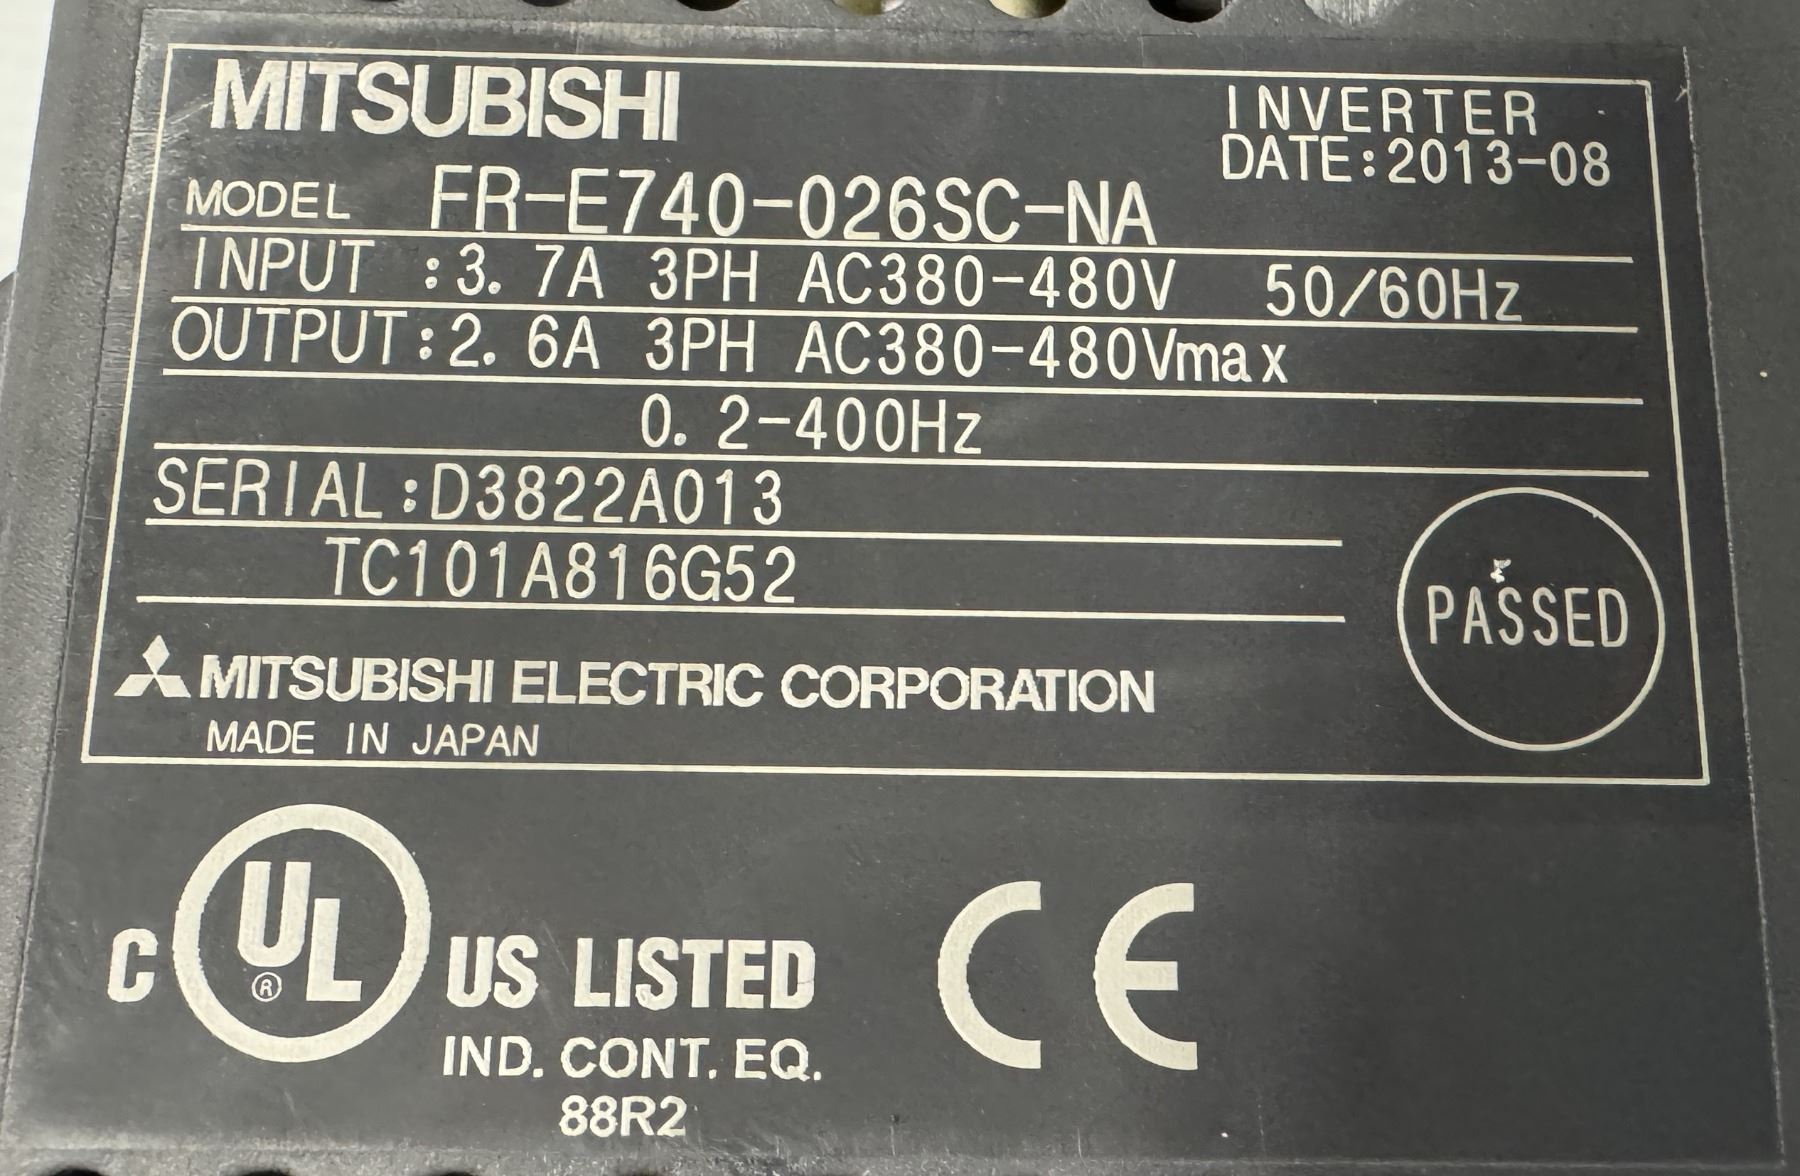 MITSUBISHI
INVERTER
DATE:2013-08
MODEL FR-E740-026SC-NA
INPUT :3.7A 3PH AC380-480V 50/60Hz
OUTPUT:2.6A 3PH AC380-480Vmax
0.2-400Hz
SERIAL:D3822A013
TC101A816G52
PASSED
MITSUBISHI ELECTRIC CORPORATION
MADE IN JAPAN
C UL® US LISTED CE
IND. CONT. EQ.
88R2